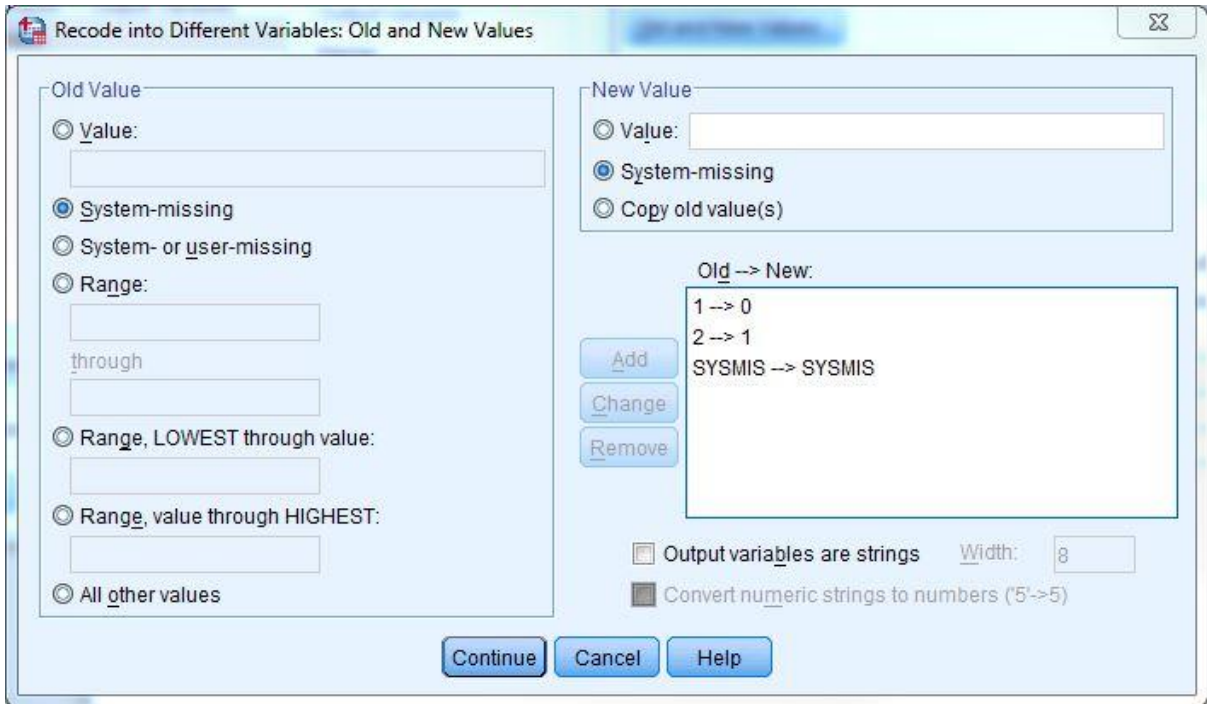 Recode into Different Variables: Old and New Values
Old Value
Value:
System-missing
System- or user-missing
Range:
through
Range, LOWEST through value:
Range, value through HIGHEST:
All other values
New Value
Value:
System-missing
Copy old value(s)
Old --> New:
1 --> 0
2 --> 1
SYSMIS --> SYSMIS
Add
Change
Remove
Output variables are strings Width: 8
Convert numeric strings to numbers ('5'->5)
Continue Cancel Help